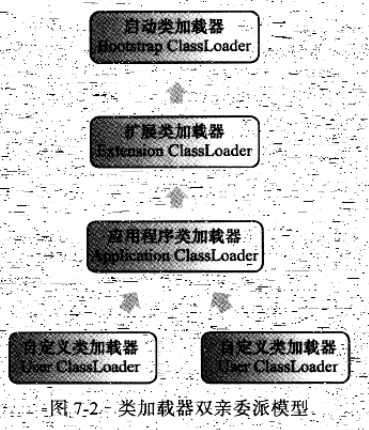 启动类加载器
Bootstrap ClassLoader
扩展类加载器
Extension ClassLoader
应用程序类加载器
Application ClassLoader
自定义类加载器
User ClassLoader
自定义类加载器
User ClassLoader
图 7-2 类加载器双亲委派模型